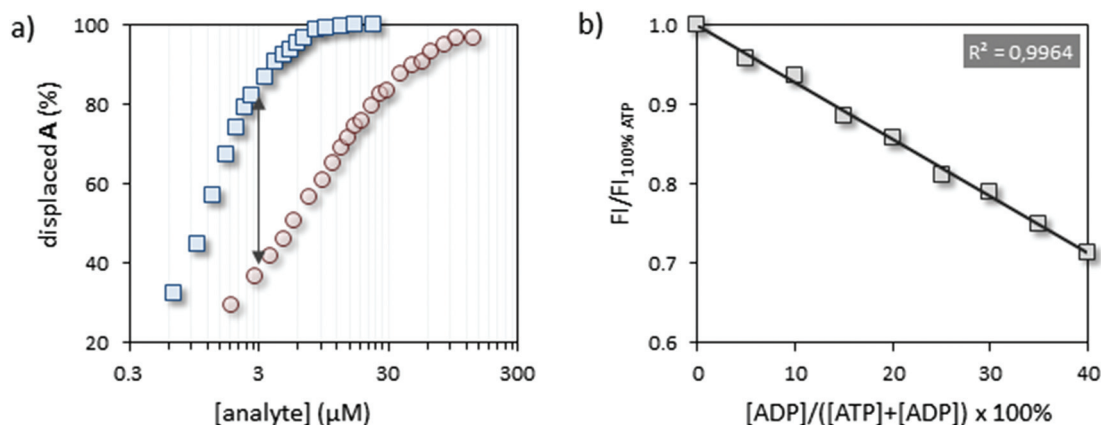 a)
100
80
60
40
20
displaced A (%)
0.3 3 30 300
[analyte] (µM)
b)
R² = 0,9964
1.0
0.9
0.8
0.7
0.6
FI/FI100% ATP
0 10 20 30 40
[ADP]/([ATP]+[ADP]) x 100%